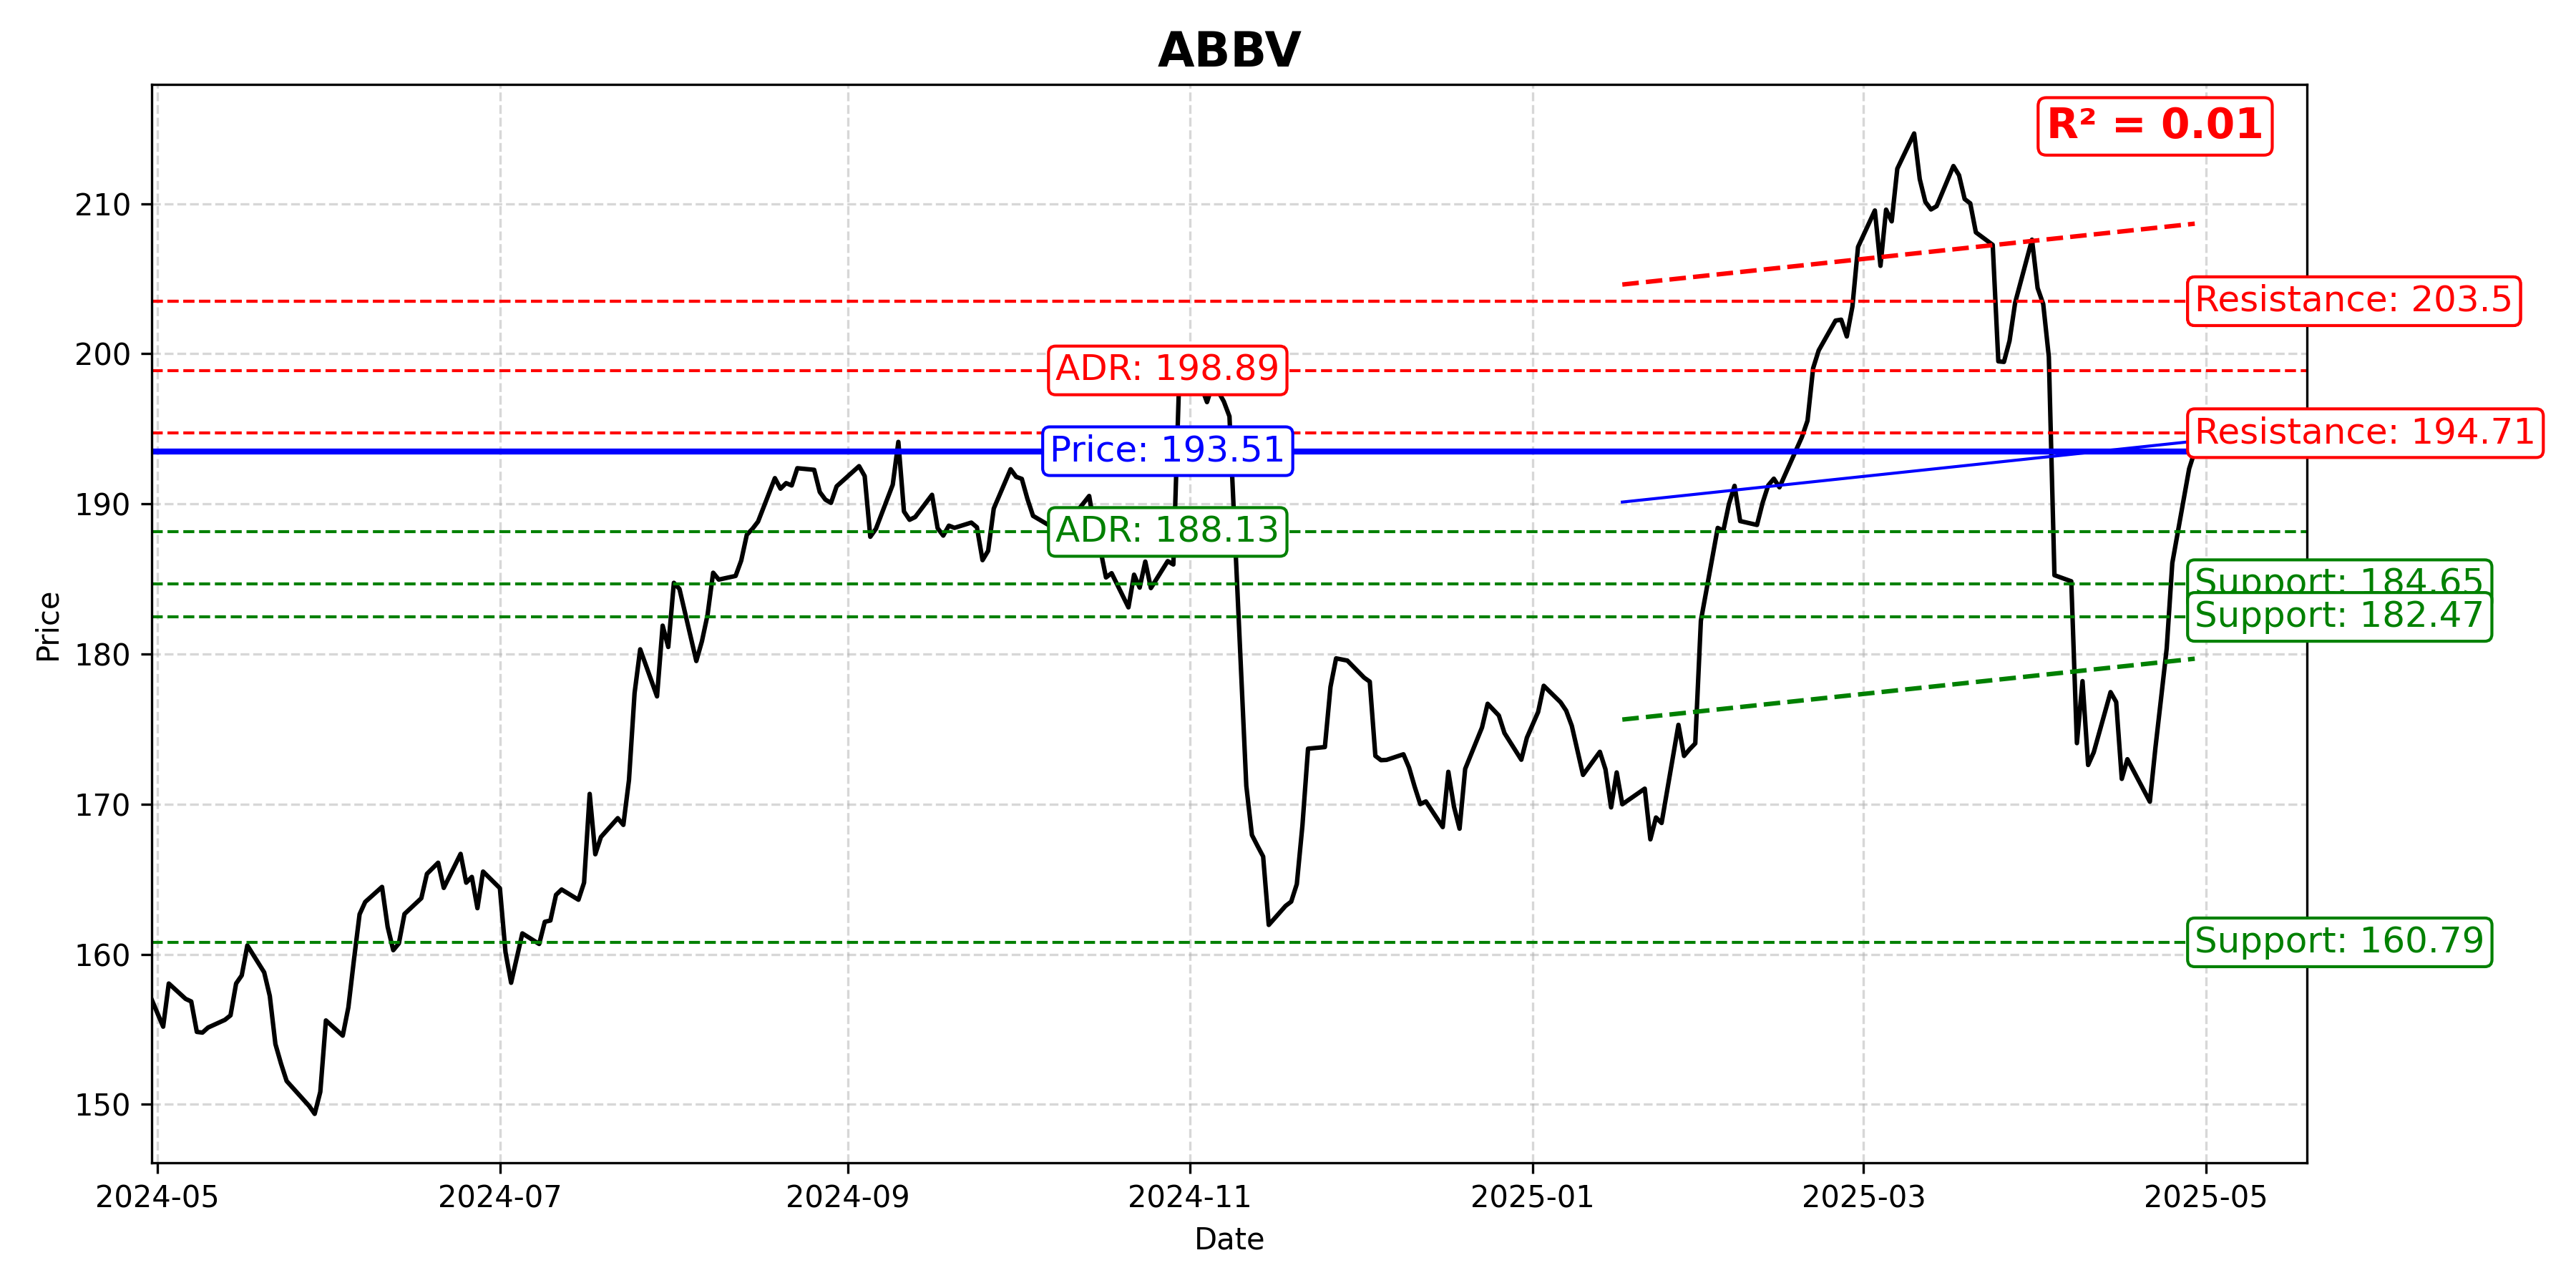 ABBV
R² = 0.01
210
200
190
180
170
160
150
Price
Resistance: 203.5
ADR: 198.89
Resistance: 194.71
Price: 193.51
ADR: 188.13
Support: 184.65
Support: 182.47
Support: 160.79
2024-05
2024-07
2024-09
2024-11
2025-01
2025-03
2025-05
Date